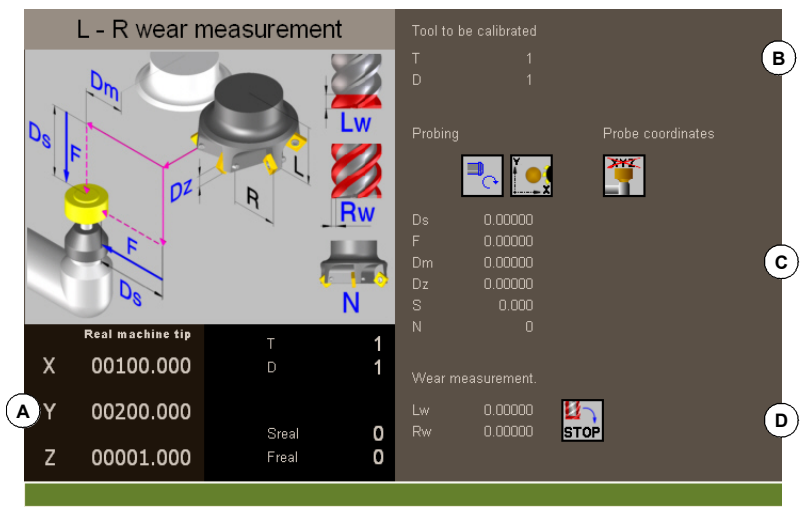 L - R wear measurement
Dm
Ds
F
Dz
R
L
F
Ds
Lw
Rw
N
Real machine tip
X 00100.000
Y 00200.000
Z 00001.000
T 1
D 1
Sreal 0
Freal 0
A
Tool to be calibrated
T 1
D 1
B
Probing
Probe coordinates
Y
X
XYZ
Ds 0.00000
F 0.00000
Dm 0.00000
Dz 0.00000
S 0.000
N 0
C
Wear measurement.
Lw 0.00000
Rw 0.00000
STOP
D